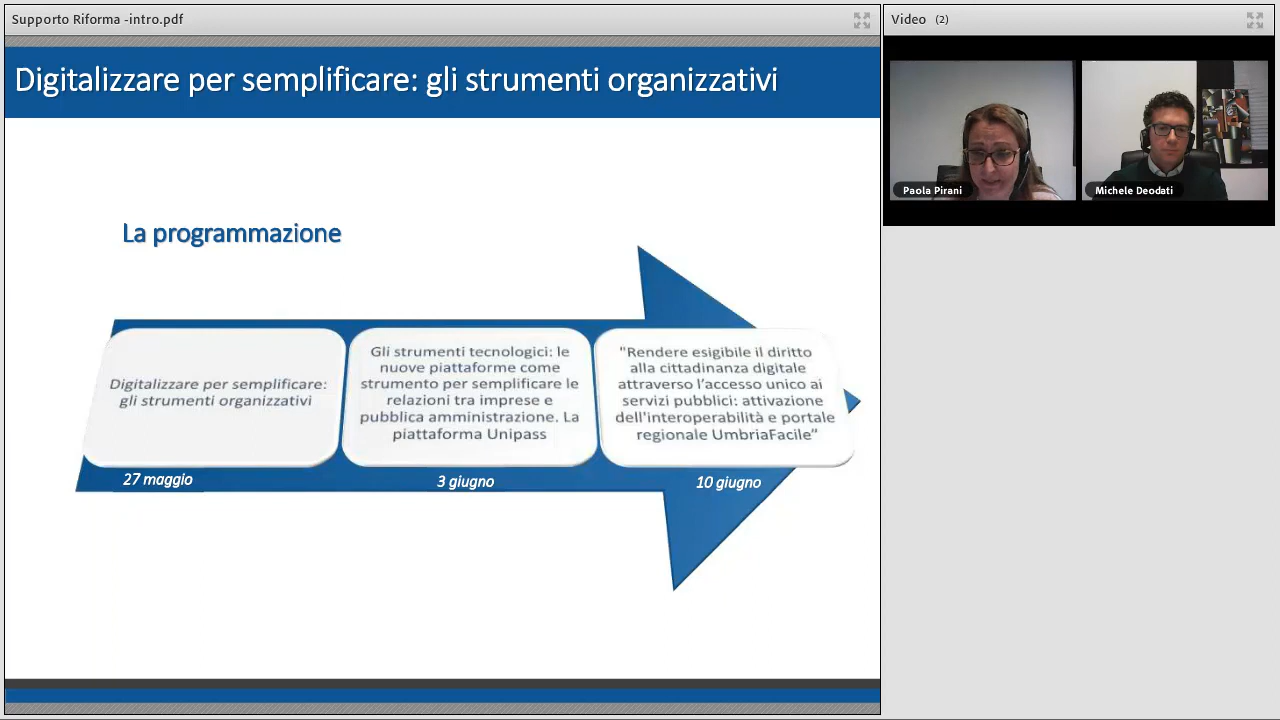 Supporto Riforma -intro.pdf
Video (2)
Digitalizzare per semplificare: gli strumenti organizzativi
Paola Pirani
Michele Deodati
La programmazione
Digitalizzare per semplificare:
gli strumenti organizzativi
27 maggio
Gli strumenti tecnologici: le
nuove piattaforme come
strumento per semplificare le
relazioni tra imprese e
pubblica amministrazione. La
piattaforma Unipass
3 giugno
"Rendere esigibile il diritto
alla cittadinanza digitale
attraverso l’accesso unico ai
servizi pubblici: attivazione
dell'interoperabilità e portale
regionale UmbriaFacile”
10 giugno